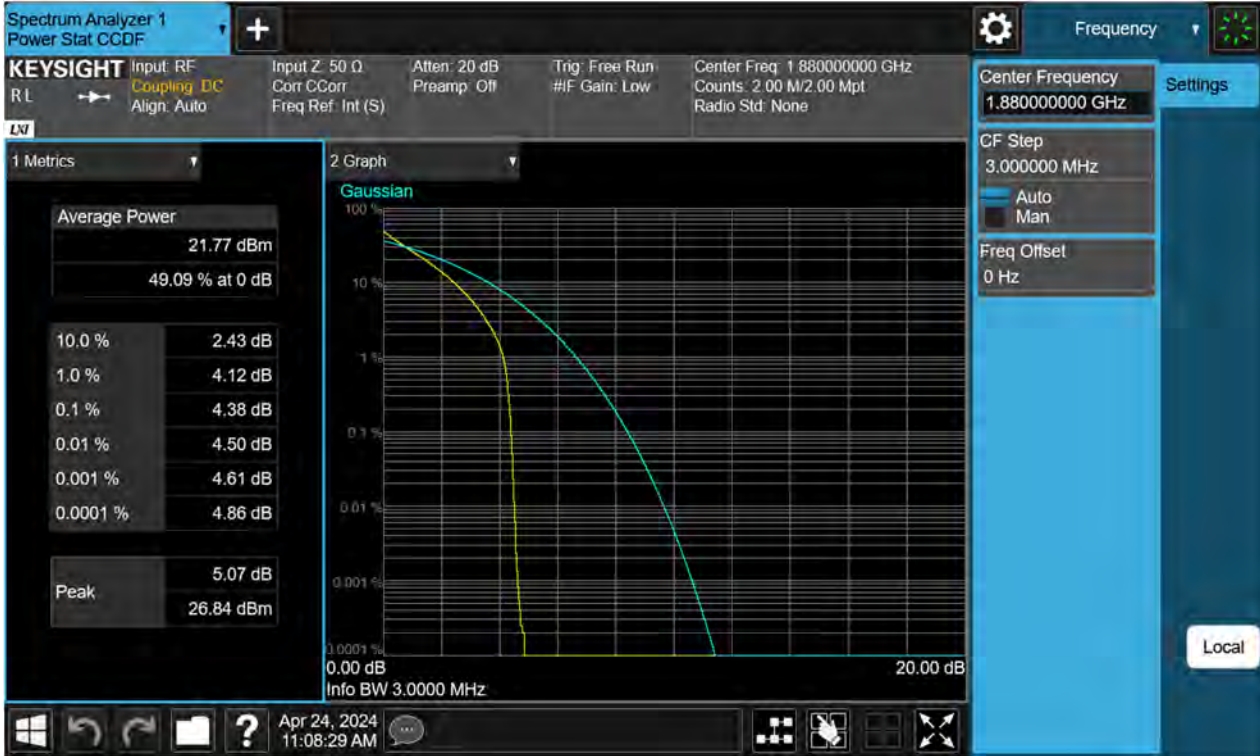 Spectrum Analyzer 1
Power Stat CCDF
+
Frequency
KEYSIGHT
R L
LXI
Input: RF
Coupling: DC
Align: Auto
Input Z: 50 Ω
Corr CCorr
Freq Ref: Int (S)
Atten: 20 dB
Preamp: Off
Trig: Free Run
#IF Gain: Low
Center Freq: 1.880000000 GHz
Counts: 2.00 M/2.00 Mpt
Radio Std: None
Center Frequency
1.880000000 GHz
Settings
CF Step
3.000000 MHz
Auto
Man
Freq Offset
0 Hz
1 Metrics
Average Power
21.77 dBm
49.09 % at 0 dB
10.0 % 2.43 dB
1.0 % 4.12 dB
0.1 % 4.38 dB
0.01 % 4.50 dB
0.001 % 4.61 dB
0.0001 % 4.86 dB
Peak
5.07 dB
26.84 dBm
2 Graph
Gaussian
100 %
10 %
1 %
0.1 %
0.01 %
0.001 %
0.0001 %
0.00 dB 20.00 dB
Info BW 3.0000 MHz
Local
?
Apr 24, 2024
11:08:29 AM